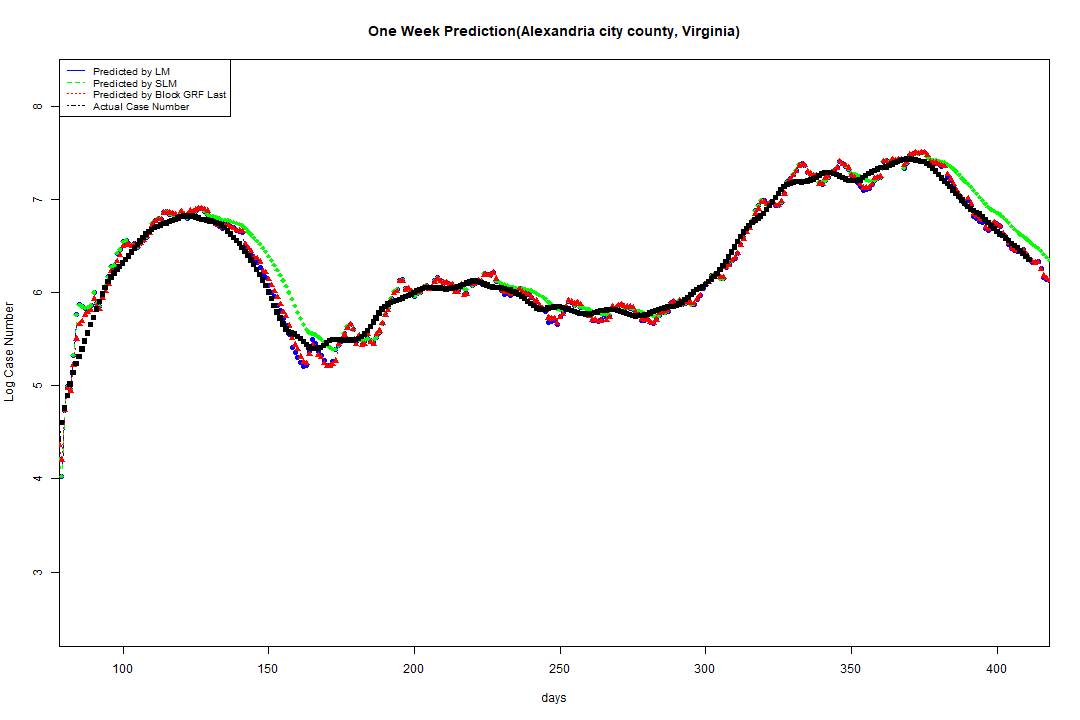 One Week Prediction(Alexandria city county, Virginia)
Predicted by LM
Predicted by SLM
Predicted by Block GRF Last
Actual Case Number
8
7
6
5
4
3
Log Case Number
100 150 200 250 300 350 400
days